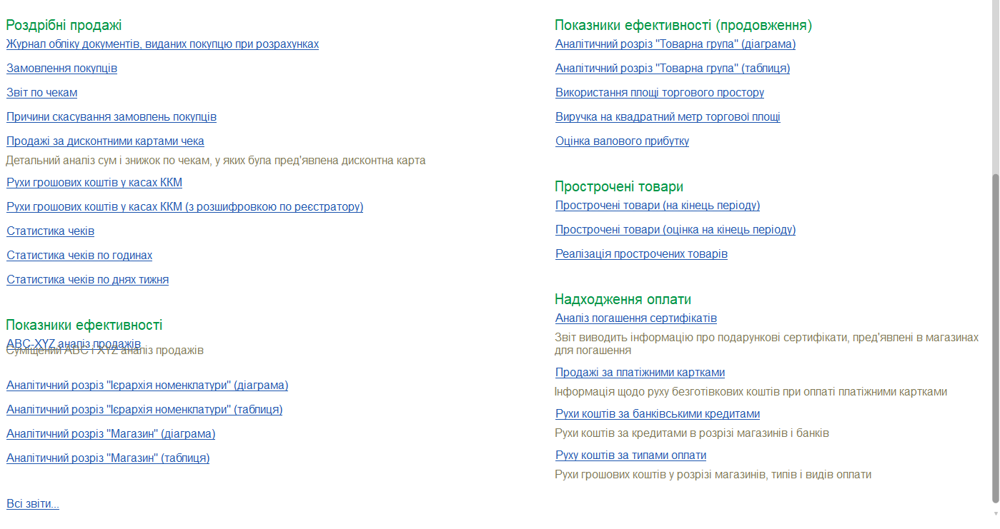 Роздрібні продажі
Журнал обліку документів, виданих покупцю при розрахунках
Замовлення покупців
Звіт по чекам
Причини скасування замовлень покупців
Продажі за дисконтними картами чека
Детальний аналіз сум і знижок по чекам, у яких була пред'явлена дисконтна карта
Рухи грошових коштів у касах ККМ
Рухи грошових коштів у касах ККМ (з розшифровкою по реєстратору)
Статистика чеків
Статистика чеків по годинах
Статистика чеків по днях тижня
Показники ефективності
ABC-XYZ аналіз продажів
Суміщений ABC і XYZ аналіз продажів
Аналітичний розріз "Ієрархія номенклатури" (діаграма)
Аналітичний розріз "Ієрархія номенклатури" (таблиця)
Аналітичний розріз "Магазин" (діаграма)
Аналітичний розріз "Магазин" (таблиця)
Всі звіти...
Показники ефективності (продовження)
Аналітичний розріз "Товарна група" (діаграма)
Аналітичний розріз "Товарна група" (таблиця)
Використання площі торгового простору
Виручка на квадратний метр торгової площі
Оцінка валового прибутку
Прострочені товари
Прострочені товари (на кінець періоду)
Прострочені товари (оцінка на кінець періоду)
Реалізація прострочених товарів
Надходження оплати
Аналіз погашення сертифікатів
Звіт виводить інформацію про подарункові сертифікати, пред'явлені в магазинах
для погашення
Продажі за платіжними картками
Інформація щодо руху безготівкових коштів при оплаті платіжними картками
Рухи коштів за банківськими кредитами
Рухи коштів за кредитами в розрізі магазинів і банків
Руху коштів за типами оплати
Рухи грошових коштів у розрізі магазинів, типів і видів оплати